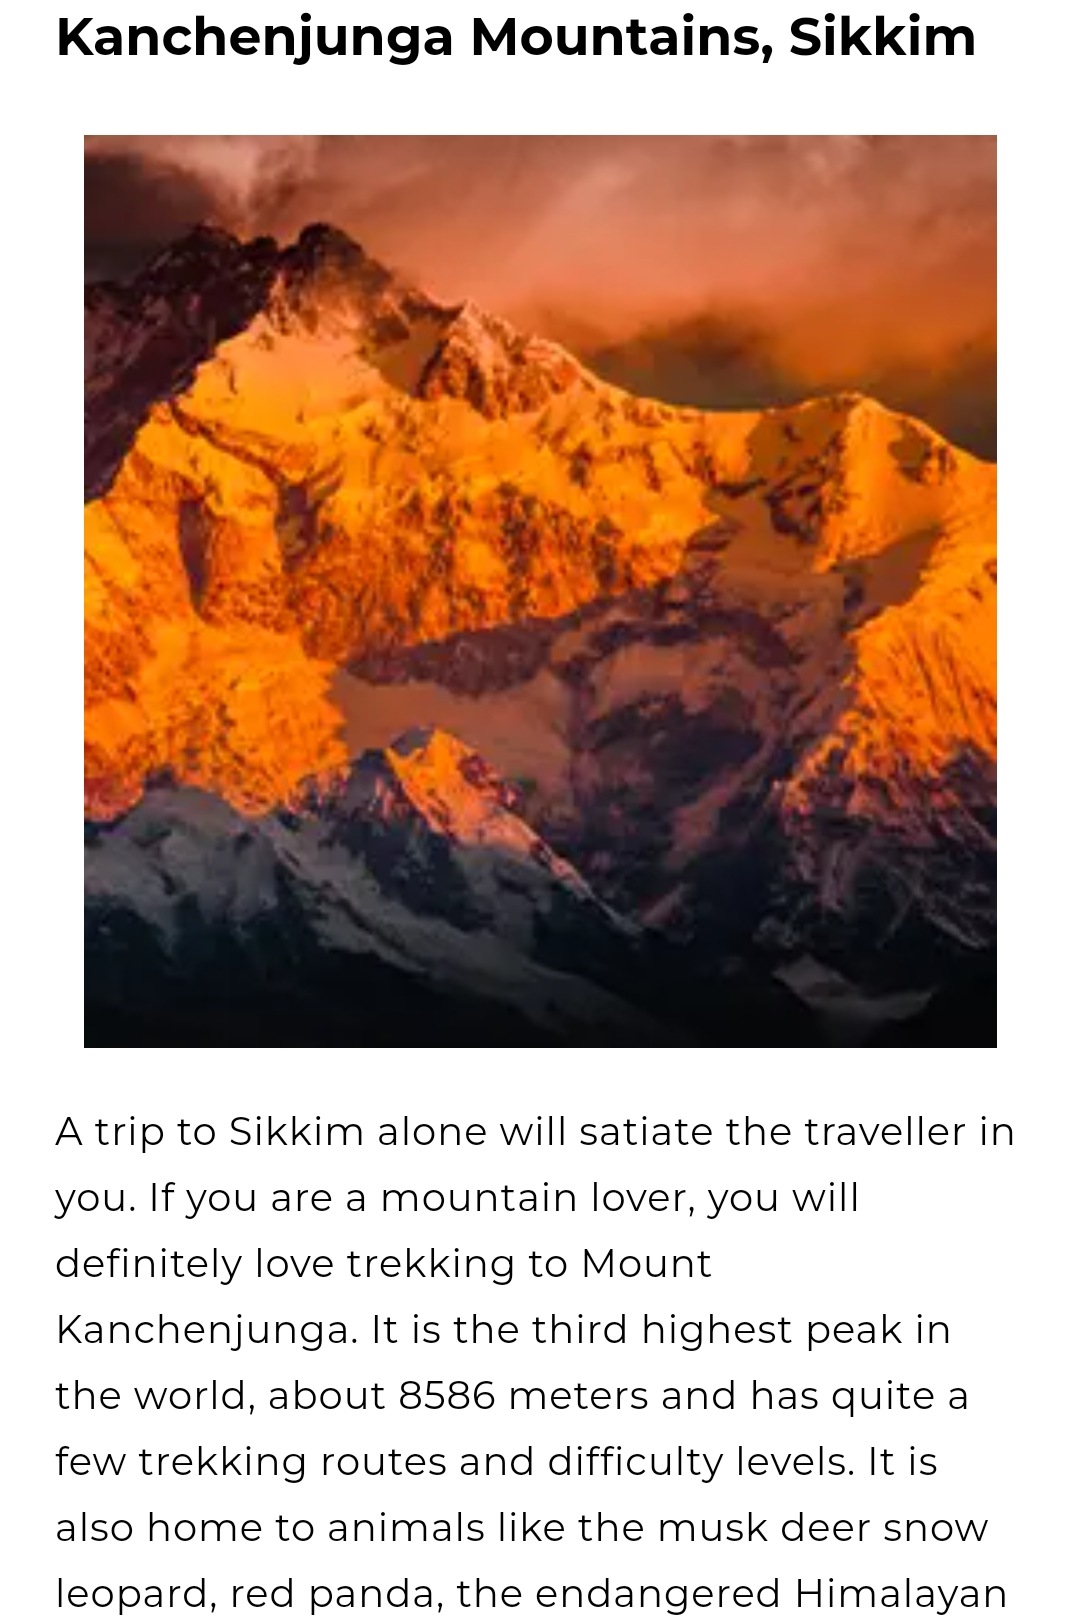 Kanchenjunga Mountains, Sikkim
A trip to Sikkim alone will satiate the traveller in
you. If you are a mountain lover, you will
definitely love trekking to Mount
Kanchenjunga. It is the third highest peak in
the world, about 8586 meters and has quite a
few trekking routes and difficulty levels. It is
also home to animals like the musk deer snow
leopard, red panda, the endangered Himalayan